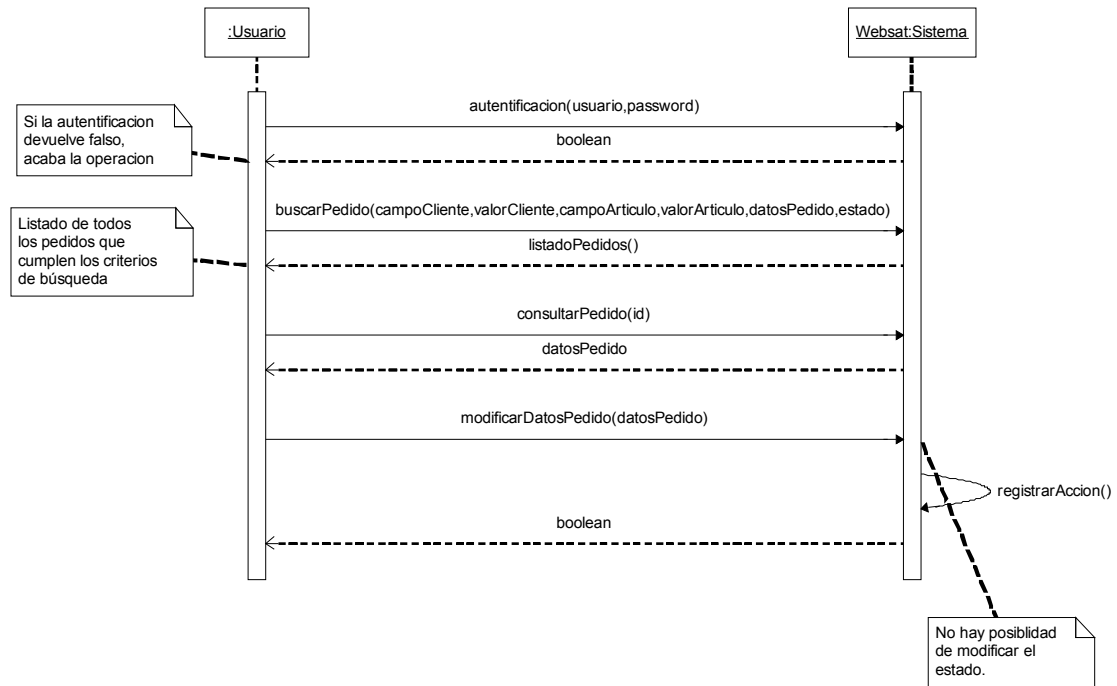 :Usuario
Websat:Sistema
autentificacion(usuario,password)
Si la autentificacion
devuelve falso,
acaba la operacion
boolean
buscarPedido(campoCliente,valorCliente,campoArticulo,valorArticulo,datosPedido,estado)
Listado de todos
los pedidos que
cumplen los criterios
de búsqueda
listadoPedidos()
consultarPedido(id)
datosPedido
modificarDatosPedido(datosPedido)
registrarAccion()
boolean
No hay posiblidad
de modificar el
estado.